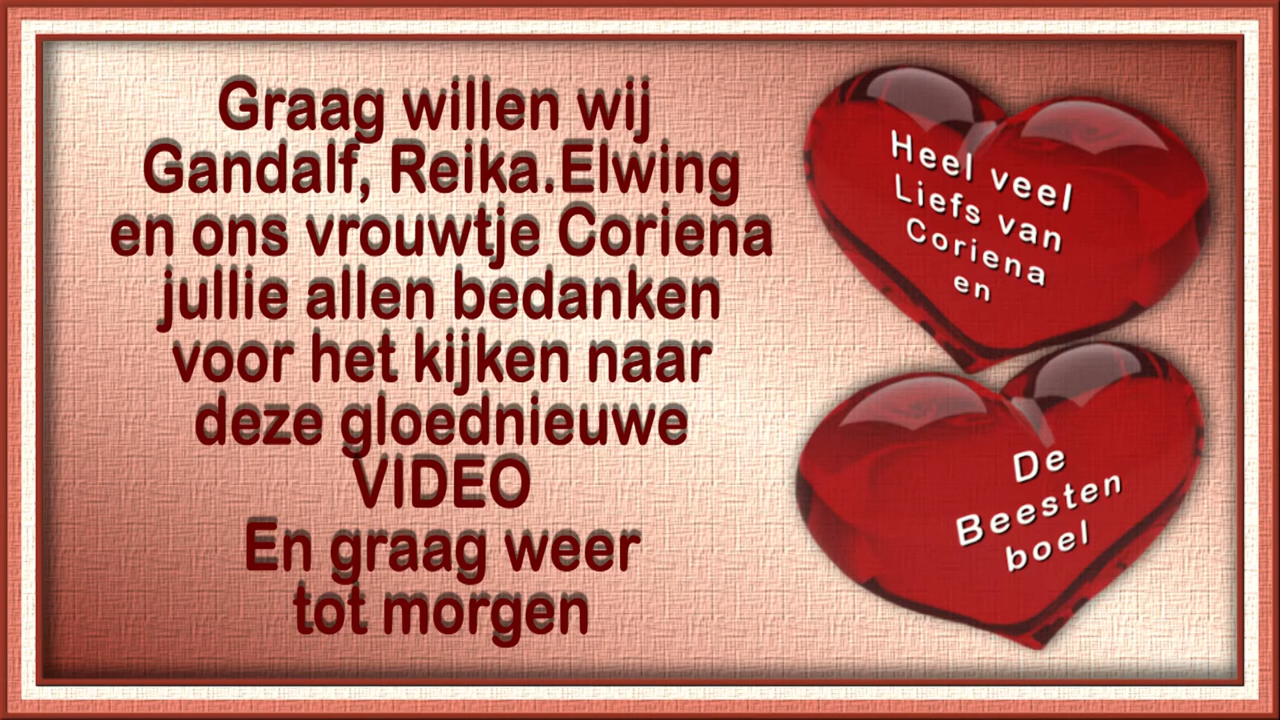 Graag willen wij
Gandalf, Reika.Elwing
en ons vrouwtje Coriena
jullie allen bedanken
voor het kijken naar
deze gloednieuwe
VIDEO
En graag weer
tot morgen
Heel veel
Liefs van
Coriena
en
De
Beesten
boel